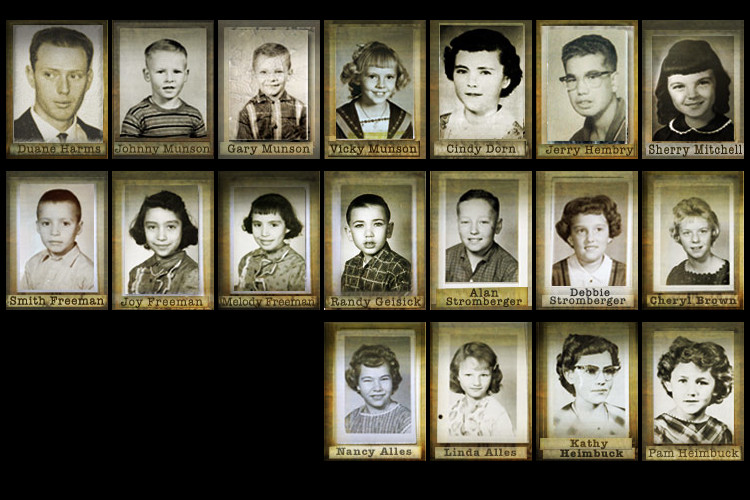 Duane Harms
Johnny Munson
Gary Munson
Vicky Munson
Cindy Dorn
Jerry Hembry
Sherry Mitchell
Smith Freeman
Joy Freeman
Melody Freeman
Randy Geisick
Alan
Stromberger
Debbie
Stromberger
Cheryl Brown
Nancy Alles
Linda Alles
Kathy
Heimbuck
Pam Heimbuck